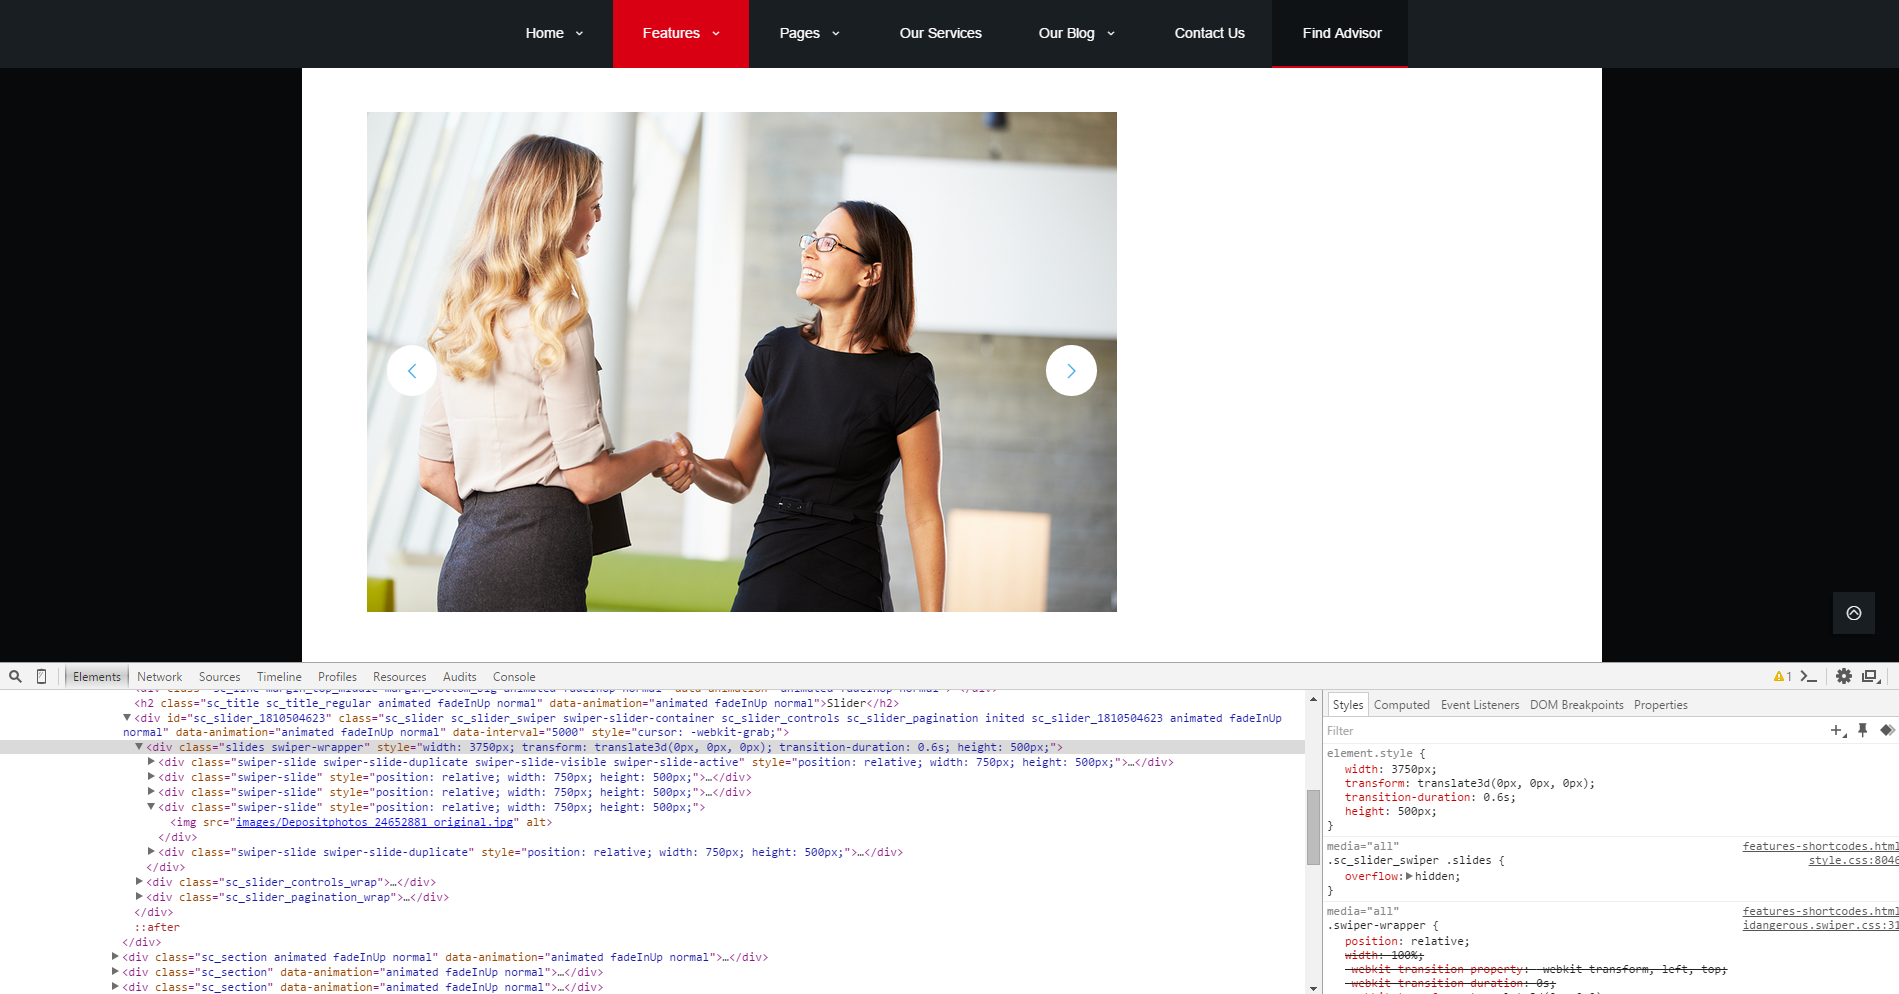 Home Features Pages Our Services Our Blog Contact Us Find Advisor
Elements Network Sources Timeline Profiles Resources Audits Console 1
<h2 class="sc_title sc_title_regular animated fadeInUp normal" data-animation="animated fadeInUp normal">Slider</h2>
<div id="sc_slider_1810504623" class="sc_slider sc_slider_swiper swiper-slider-container sc_slider_controls sc_slider_pagination inited sc_slider_1810504623 animated fadeInUp
normal" data-animation="animated fadeInUp normal" data-interval="5000" style="cursor: -webkit-grab;">
<div class="slides swiper-wrapper" style="width: 3750px; transform: translate3d(0px, 0px, 0px); transition-duration: 0.6s; height: 500px;">
<div class="swiper-slide swiper-slide-duplicate swiper-slide-visible swiper-slide-active" style="position: relative; width: 750px; height: 500px;">…</div>
<div class="swiper-slide" style="position: relative; width: 750px; height: 500px;">…</div>
<div class="swiper-slide" style="position: relative; width: 750px; height: 500px;">…</div>
<div class="swiper-slide" style="position: relative; width: 750px; height: 500px;">
<img src="images/Depositphotos_24652881_original.jpg" alt>
</div>
<div class="swiper-slide swiper-slide-duplicate" style="position: relative; width: 750px; height: 500px;">…</div>
</div>
<div class="sc_slider_controls_wrap">…</div>
<div class="sc_slider_pagination_wrap">…</div>
</div>
::after
</div>
<div class="sc_section animated fadeInUp normal" data-animation="animated fadeInUp normal">…</div>
<div class="sc_section" data-animation="animated fadeInUp normal">…</div>
<div class="sc_section" data-animation="animated fadeInUp normal">…</div>
Styles Computed Event Listeners DOM Breakpoints Properties
Filter
element.style {
width: 3750px;
transform: translate3d(0px, 0px, 0px);
transition-duration: 0.6s;
height: 500px;
}
media="all" features-shortcodes.html
.sc_slider_swiper .slides { style.css:8046
overflow: hidden;
}
media="all" features-shortcodes.html
.swiper-wrapper { idangerous.swiper.css:31
position: relative;
width: 100%;
-webkit-transition-property: -webkit-transform, left, top;
-webkit-transition-duration: 0s;